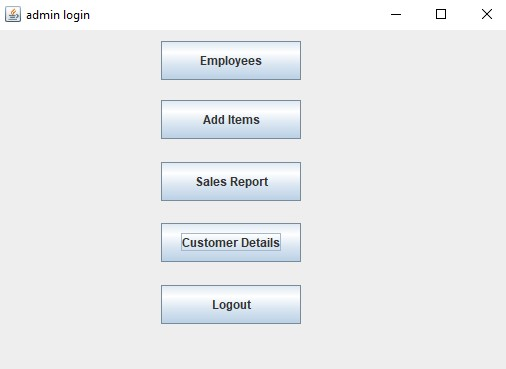 admin login
Employees
Add Items
Sales Report
Customer Details
Logout